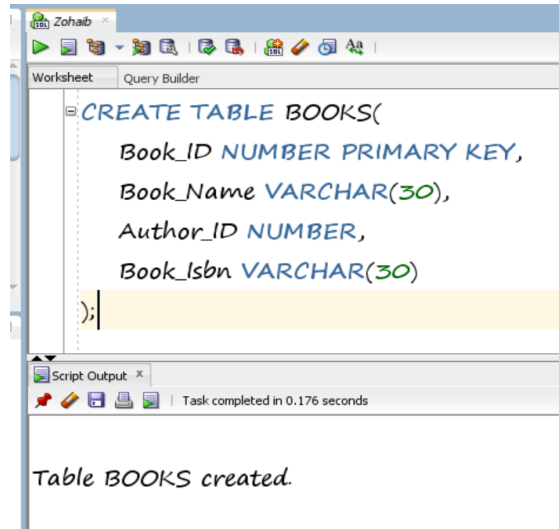 Zohaib
Worksheet Query Builder
CREATE TABLE BOOKS(
Book_ID NUMBER PRIMARY KEY,
Book_Name VARCHAR(30),
Author_ID NUMBER,
Book_Isbn VARCHAR(30)
);
Script Output
Task completed in 0.176 seconds
Table BOOKS created.